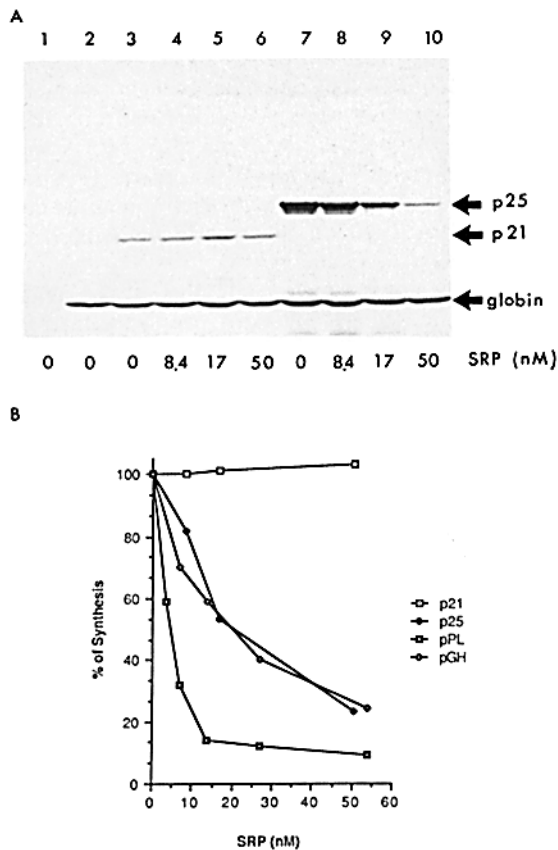 A
1 2 3 4 5 6 7 8 9 10
p25
p21
globin
0 0 0 8,4 17 50 0 8,4 17 50 SRP (nM)
B
100
80
60
40
20
0
% of Synthesis
0 10 20 30 40 50 60
SRP (nM)
p21
p25
pPL
pGH